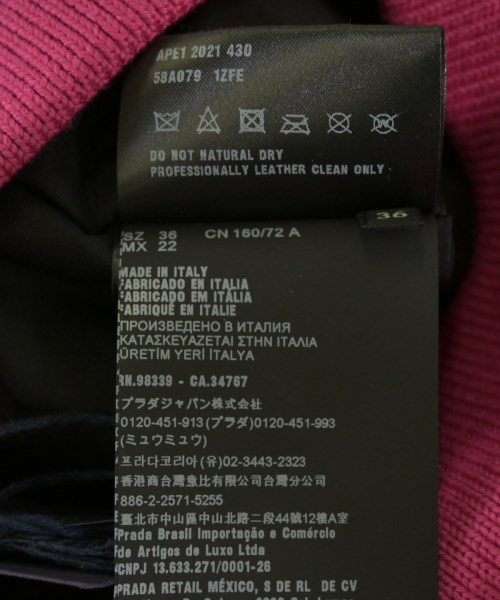 APE1 2021 430
58A079 1ZFE
DO NOT NATURAL DRY
PROFESSIONALLY LEATHER CLEAN ONLY
36
SZ 36 CN 160/72 A
MX 22
MADE IN ITALY
FABRICADO EN ITALIA
FABRICADO EM ITÁLIA
FABRIQUÉ EN ITALIE
ПРОИЗВЕДЕНО В ИТАЛИЯ
ΚΑΤΑΣΚΕΥΑΖΕΤΑΙ ΣΤΗΝ ΙΤΑΛΙΑ
ÜRETİM YERİ İTALYA
RN.98339 - CA.34767
プラダジャパン株式会社
0120-451-913 (プラダ) 0120-451-993
(ミュウミュウ)
프라다코리아 (유) 02-3443-2323
香港商台灣意比有限公司台灣分公司
886-2-2571-5255
臺北市中山區中山北路二段44號12樓A室
Prada Brasil Importação e Comércio
de Artigos de Luxo Ltda
CNPJ 13.633.271/0001-26
PRADA RETAIL MÉXICO, S DE RL DE CV